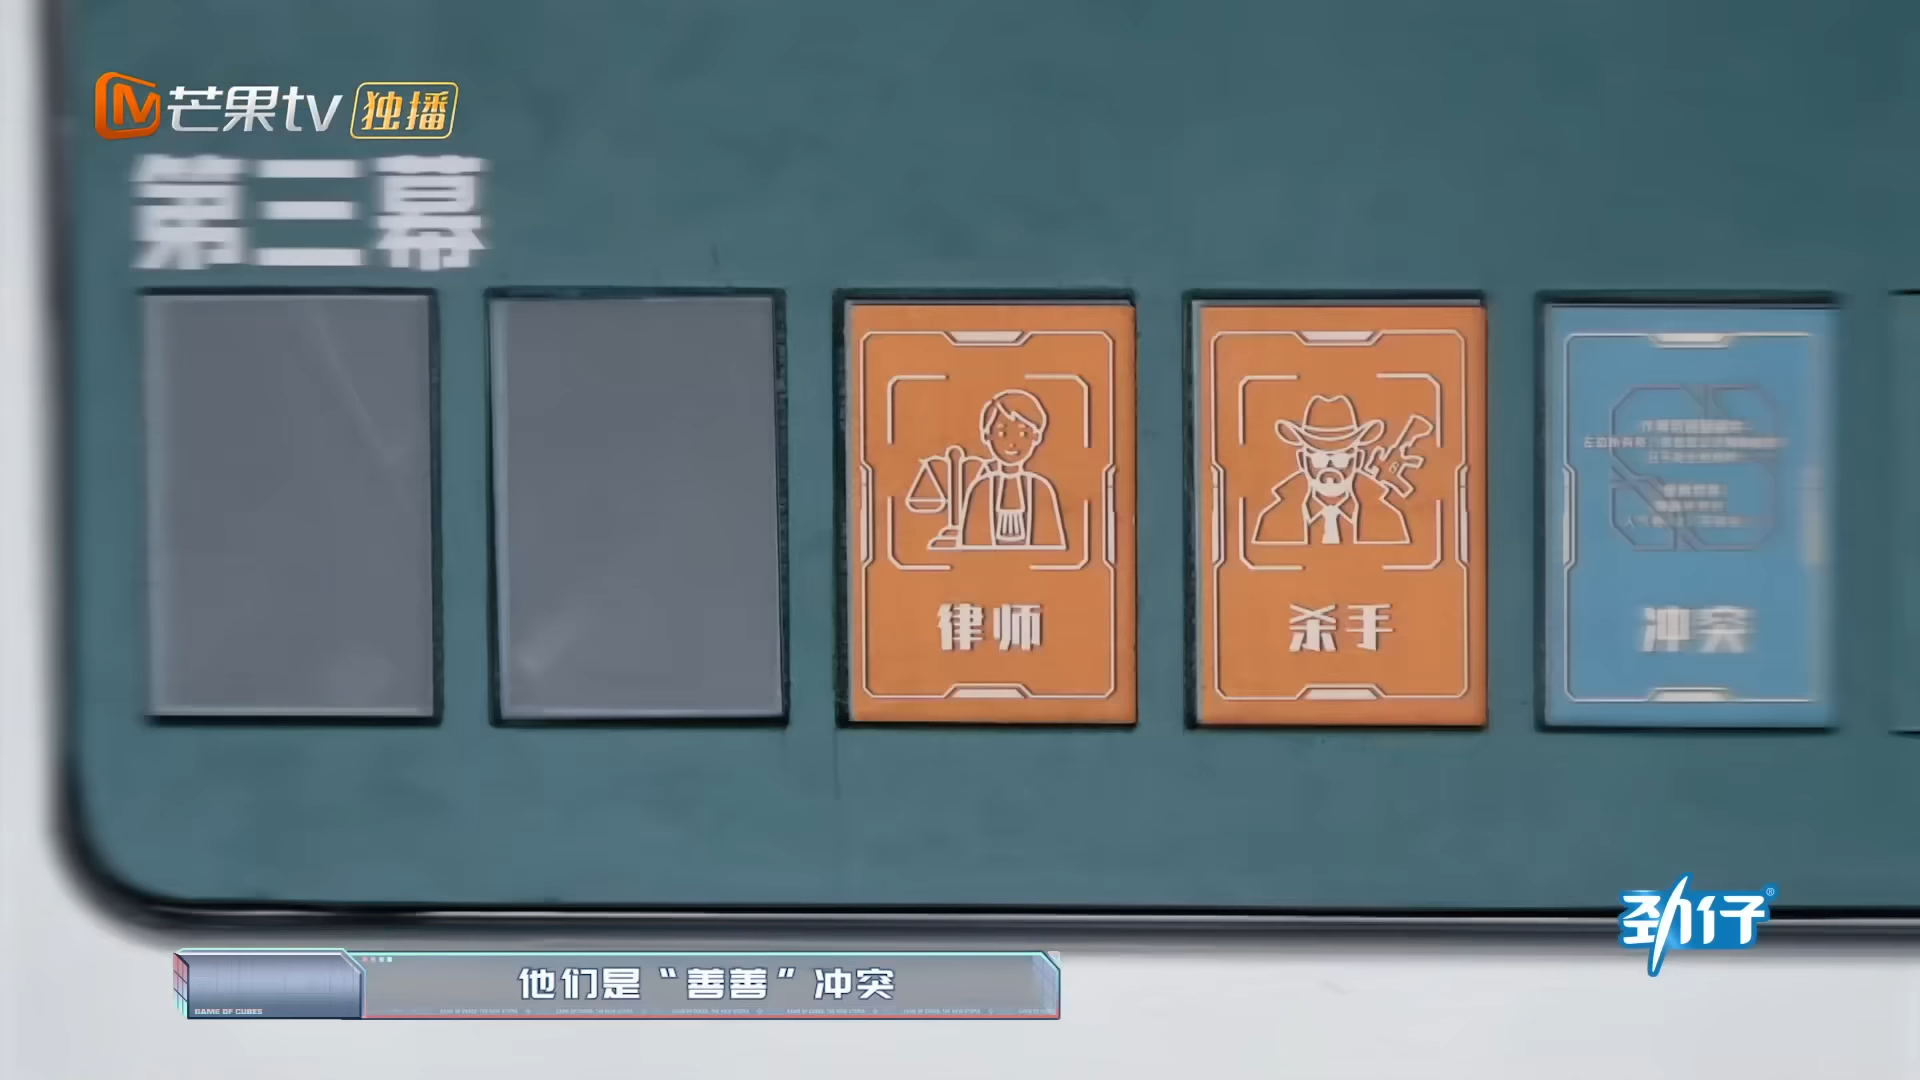 芒果tv 独播
第三幕
律师
杀手
冲突
劲仔®
他们是“善善”冲突
GAME OF CUBES